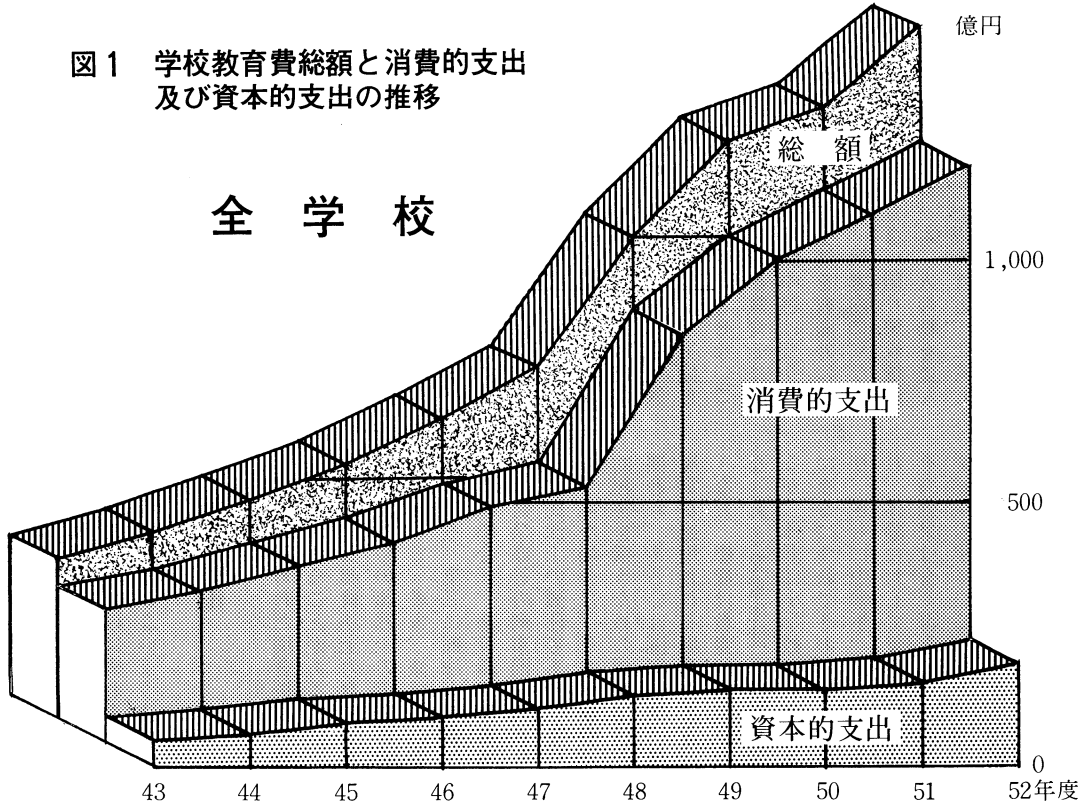 図1 学校教育費総額と消費的支出
及び資本的支出の推移
億円
全学校
総額
1,000
消費的支出
500
資本的支出
0
43 44 45 46 47 48 49 50 51 52年度